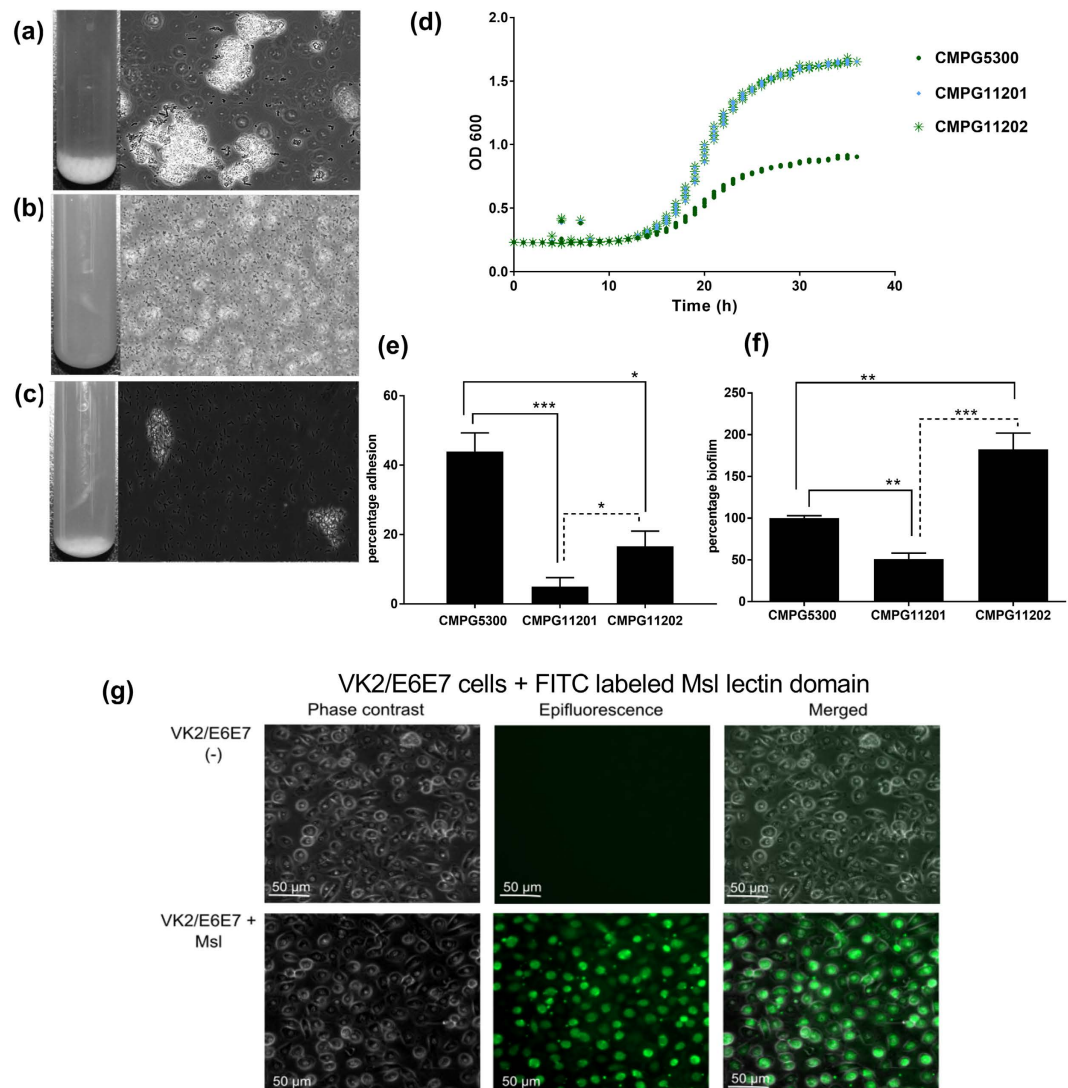 (a)
(b)
(c)
(d)
OD 600
2.0
1.5
1.0
0.5
0.0
0
10
20
30
40
Time (h)
CMPG5300
CMPG11201
CMPG11202
(e)
percentage adhesion
60
40
20
0
*
***
*
CMPG5300 CMPG11201 CMPG11202
(f)
percentage biofilm
250
200
150
100
50
0
**
***
**
CMPG5300 CMPG11201 CMPG11202
(g)
VK2/E6E7 cells + FITC labeled Msl lectin domain
Phase contrast
Epifluorescence
Merged
VK2/E6E7
(-)
50 µm
50 µm
50 µm
VK2/E6E7 +
Msl
50 µm
50 µm
50 µm